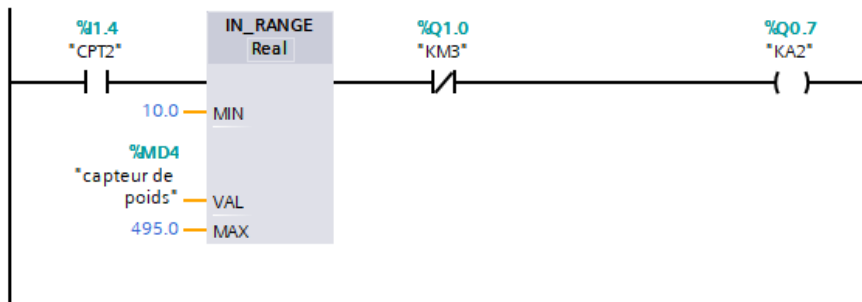 %I1.4
"CPT2"
IN_RANGE
Real
%Q1.0
"KM3"
%Q0.7
"KA2"
10.0
MIN
%MD4
"capteur de
poids"
VAL
495.0
MAX